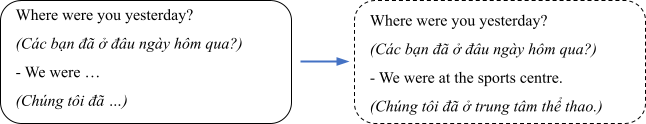 Where were you yesterday?
(Các bạn đã ở đâu ngày hôm qua?)
- We were …
(Chúng tôi đã …)
Where were you yesterday?
(Các bạn đã ở đâu ngày hôm qua?)
- We were at the sports centre.
(Chúng tôi đã ở trung tâm thể thao.)